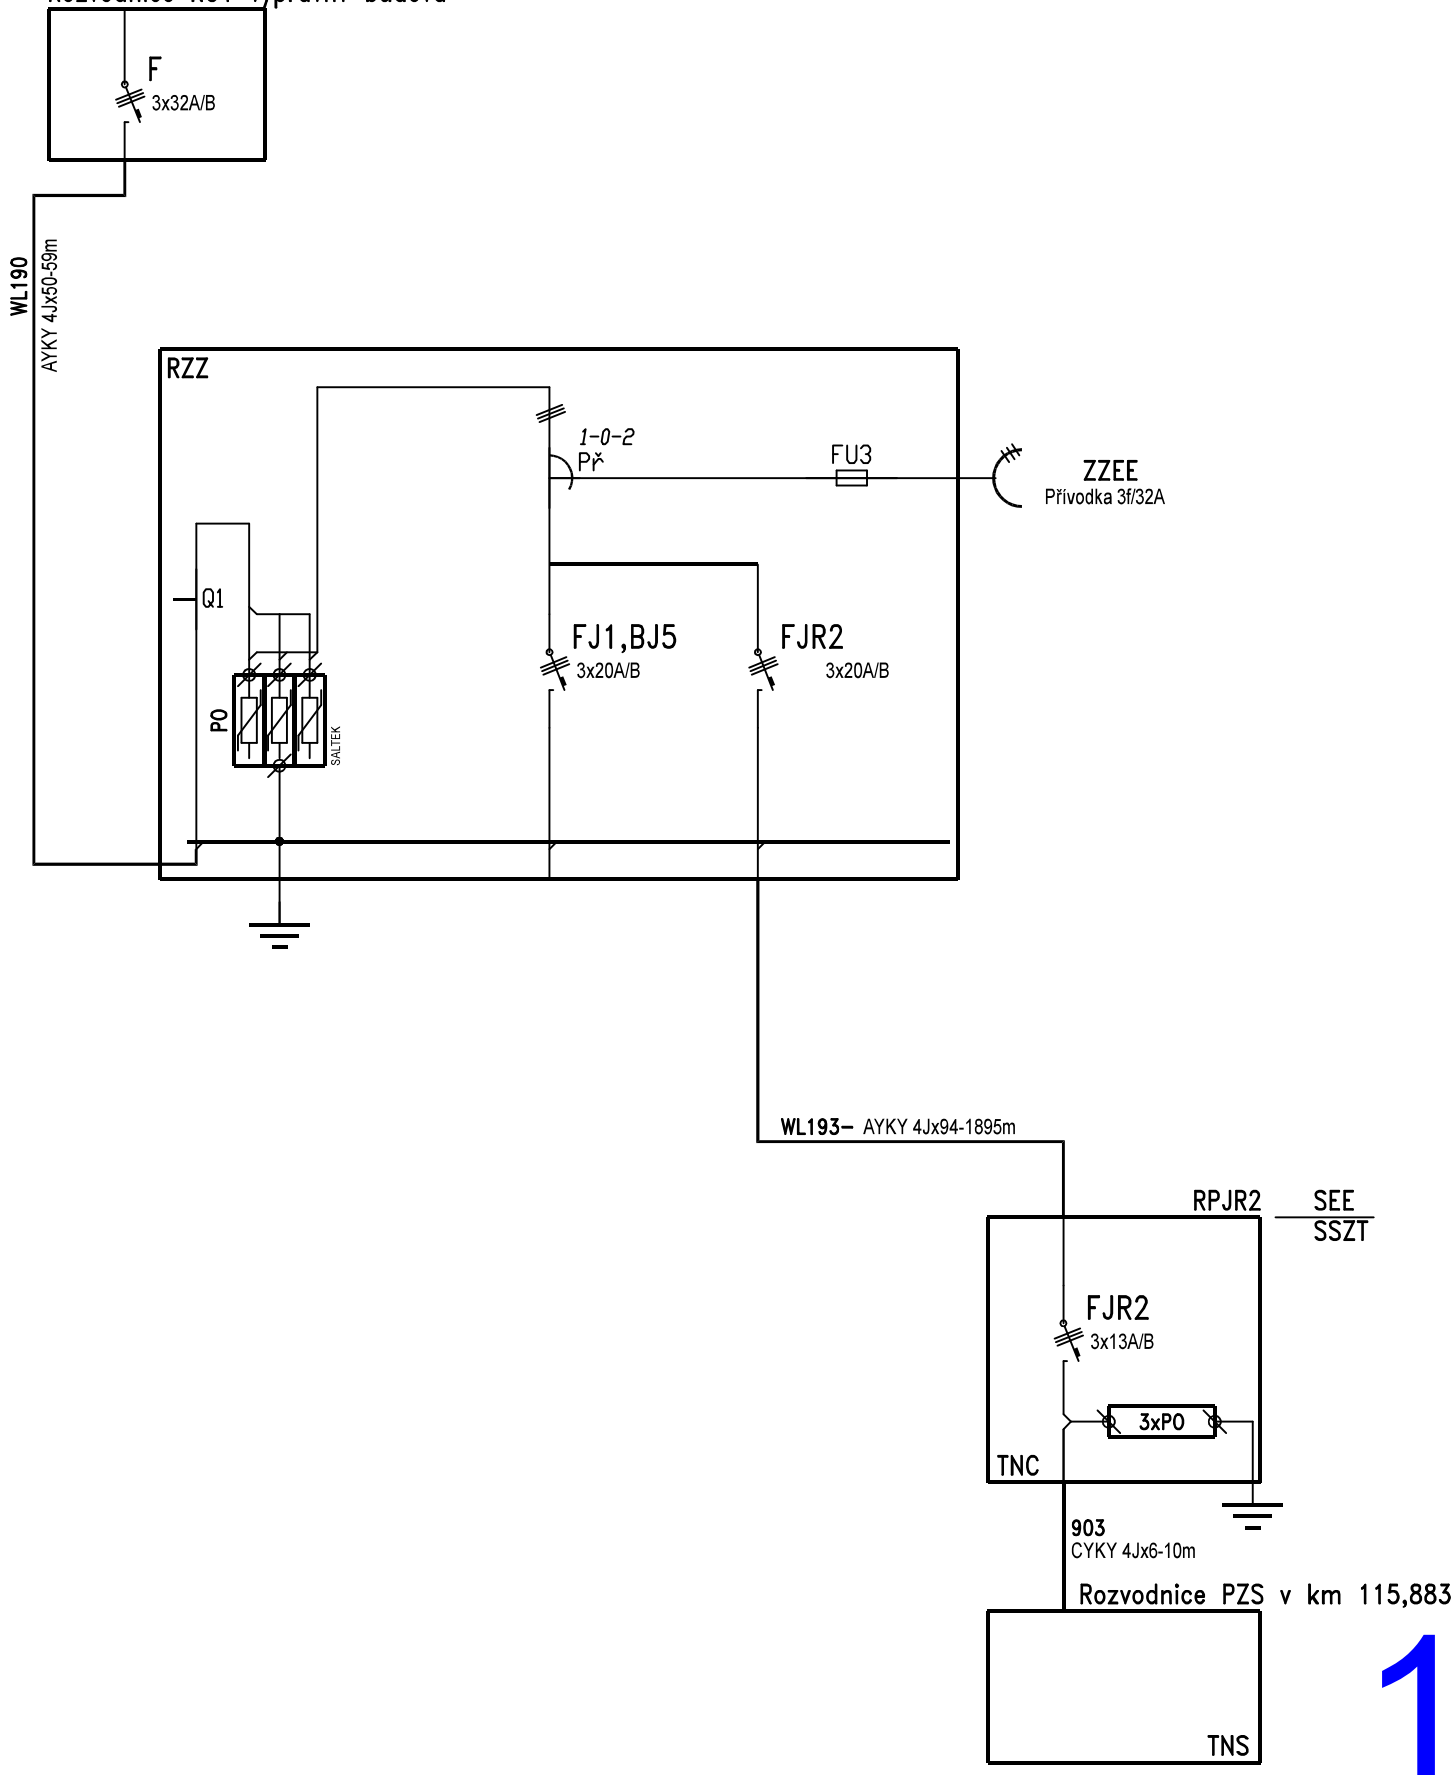 budova
F
3x32A/B
WL190
AYKY 4Jx50-59m
RZZ
1-0-2
Př
FU3
ZZEE
Přívodka 3f/32A
Q1
FJ1,BJ5
3x20A/B
FJR2
3x20A/B
PO
SALTEK
WL193- AYKY 4Jx94-1895m
RPJR2
SEE
SSZT
FJR2
3x13A/B
3xPO
TNC
903
CYKY 4Jx6-10m
Rozvodnice PZS v km 115,883
1
TNS